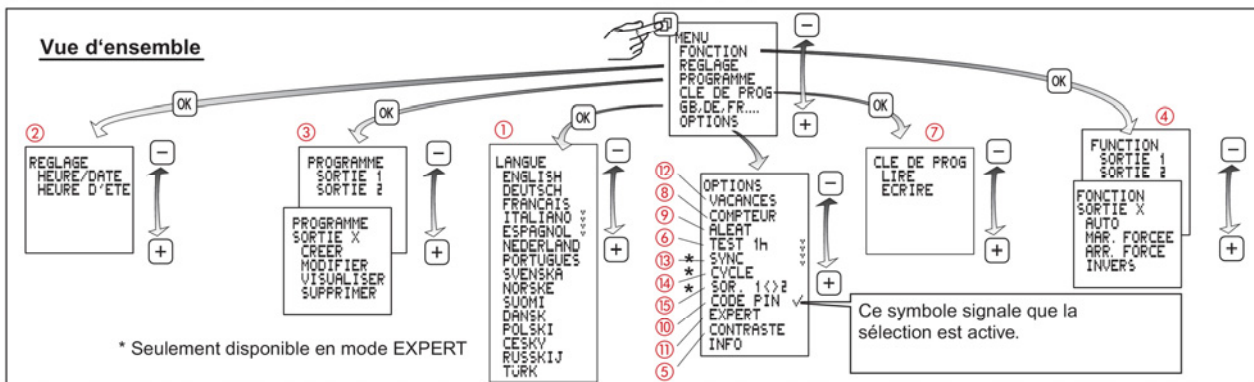 Vue d'ensemble
MENU
FONCTION
REGLAGE
PROGRAMME
CLE DE PROG
GB,DE,FR....
OPTIONS
−
+
OK
OK
OK
OK
OK
②
REGLAGE
HEURE/DATE
HEURE D'ETE
−
+
③
PROGRAMME
SORTIE 1
SORTIE 2
PROGRAMME
SORTIE X
CREER
MODIFIER
VISUALISER
SUPPRIMER
−
+
①
LANGUE
ENGLISH
DEUTSCH
FRANCAIS
ITALIANO
ESPAGNOL
NEDERLAND
PORTUGUES
SVENSKA
NORSKE
SUOMI
DANSK
POLSKI
CESKY
RUSSKIJ
TÜRK
−
+
OPTIONS
⑫ VACANCES
⑧ COMPTEUR
⑨ ALEAT
⑥ TEST 1h
⑬ * SYNC
⑭ * CYCLE
⑮ * SOR. 1<>2
⑩ CODE PIN ✓
⑪ EXPERT
⑤ CONTRASTE
INFO
−
+
⑦
CLE DE PROG
LIRE
ECRIRE
−
+
④
FUNCTION
SORTIE 1
SORTIE 2
FONCTION
SORTIE X
AUTO
MAR. FORCEE
ARR. FORCE
INVERS
−
+
Ce symbole signale que la
sélection est active.
* Seulement disponible en mode EXPERT